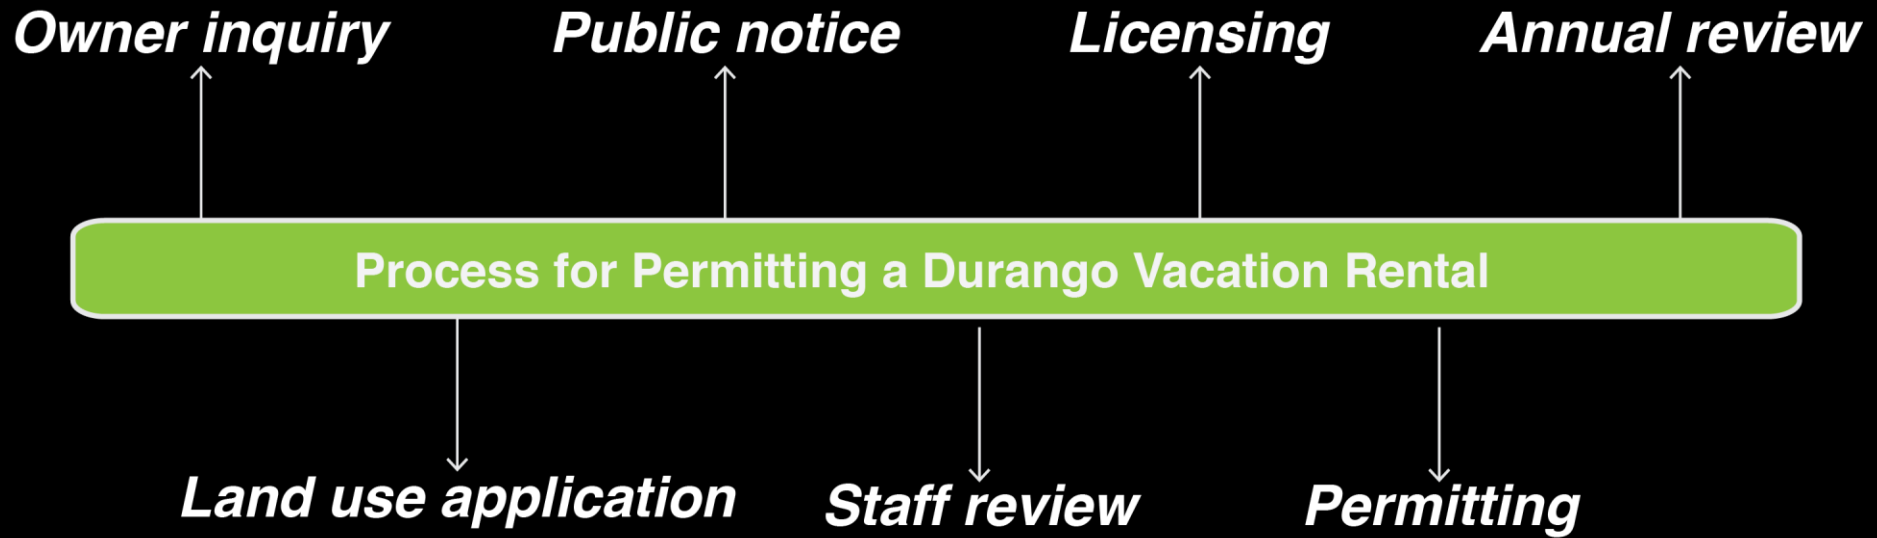 Owner inquiry
Public notice
Licensing
Annual review
Process for Permitting a Durango Vacation Rental
Land use application
Staff review
Permitting